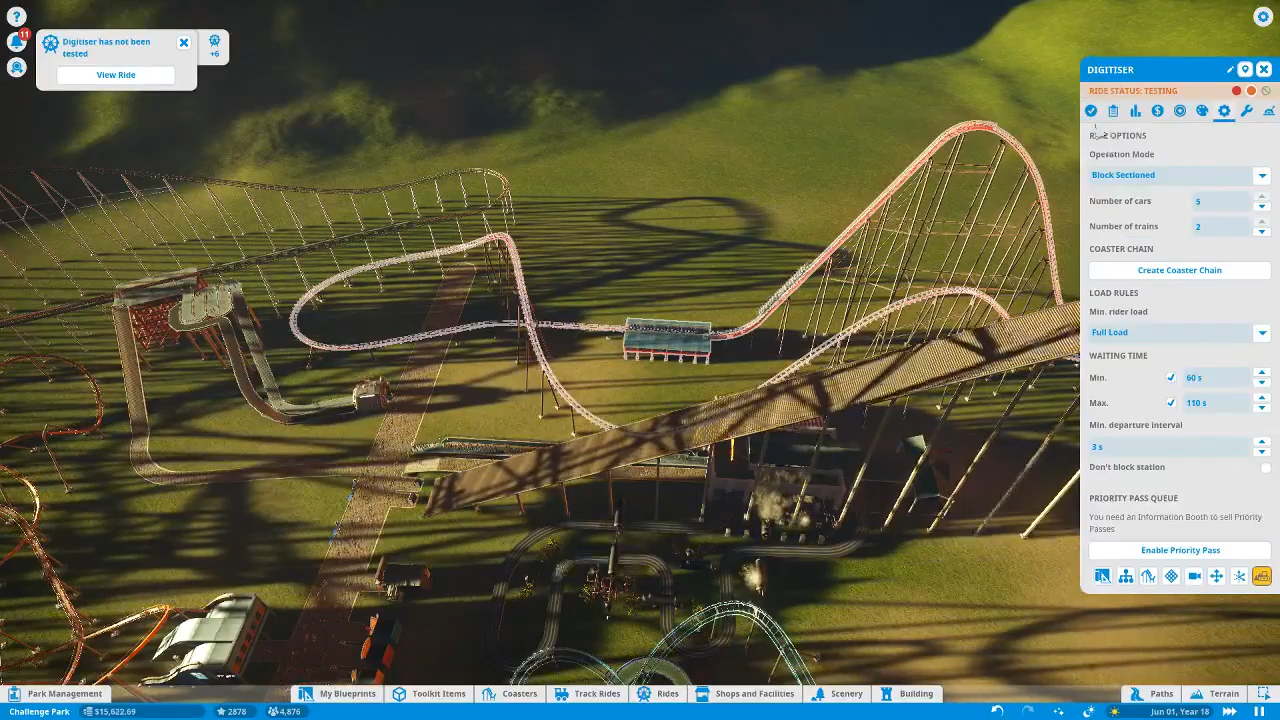 11
Digitiser has not been
tested
+6
View Ride
DIGITISER
RIDE STATUS: TESTING
OPTIONS
Operation Mode
Block Sectioned
Number of cars
5
Number of trains
2
COASTER CHAIN
Create Coaster Chain
LOAD RULES
Min. rider load
Full Load
WAITING TIME
Min.
60 s
Max.
110 s
Min. departure interval
3 s
Don't block station
PRIORITY PASS QUEUE
You need an Information Booth to sell Priority
Passes
Enable Priority Pass
Park Management
My Blueprints
Toolkit Items
Coasters
Track Rides
Rides
Shops and Facilities
Scenery
Building
Paths
Terrain
Challenge Park
$15,622.69
2878
4,876
Jun 01, Year 18